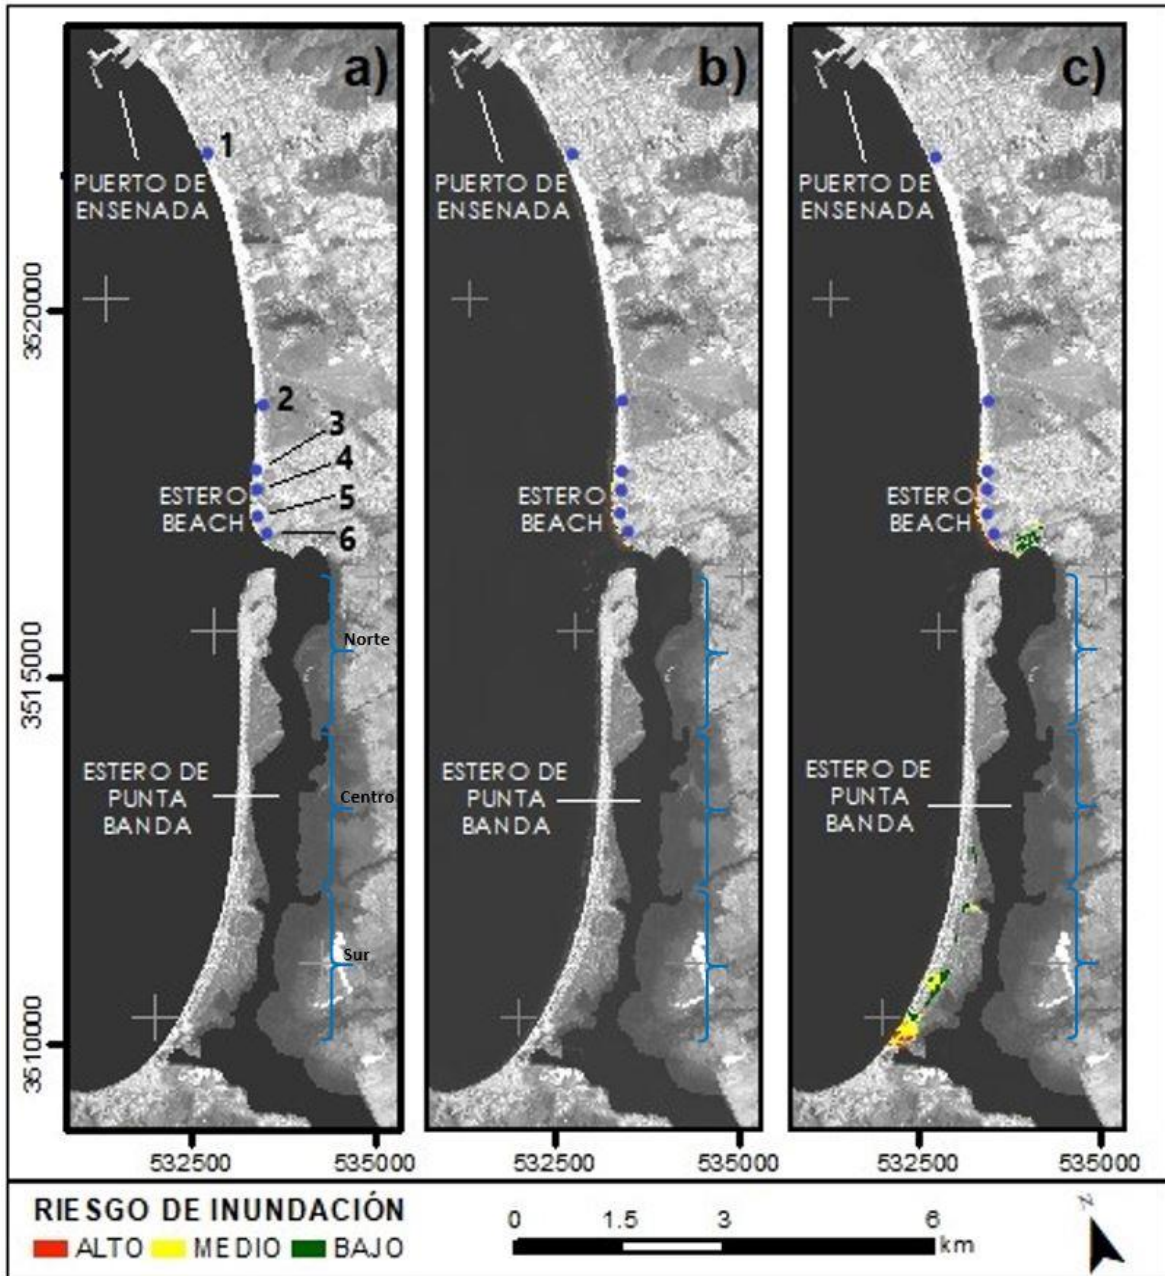 a)
1
PUERTO DE
ENSENADA
2
3
4
ESTERO
BEACH
5
6
Norte
ESTERO DE
PUNTA
BANDA
Centro
Sur
b)
PUERTO DE
ENSENADA
ESTERO
BEACH
ESTERO DE
PUNTA
BANDA
c)
PUERTO DE
ENSENADA
ESTERO
BEACH
ESTERO DE
PUNTA
BANDA
3520000
3515000
3510000
532500 535000
532500 535000
532500 535000
RIESGO DE INUNDACIÓN
ALTO MEDIO BAJO
0 1.5 3 6
km
N